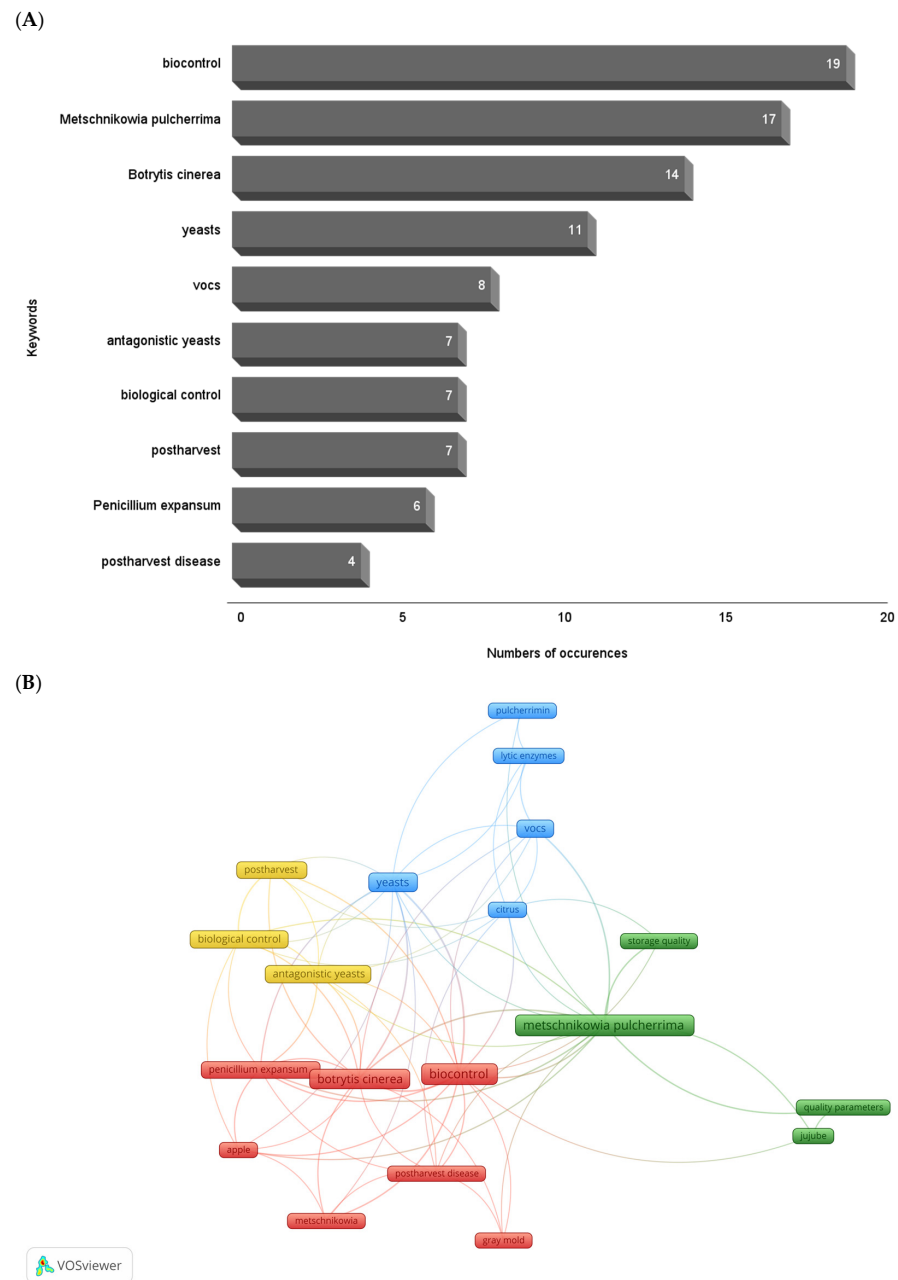 (A)
biocontrol 19
Metschnikowia pulcherrima 17
Botrytis cinerea 14
yeasts 11
vocs 8
antagonistic yeasts 7
biological control 7
postharvest 7
Penicillium expansum 6
postharvest disease 4
Keywords
0 5 10 15 20
Numbers of occurences
(B)
pulcherrimin
lytic enzymes
vocs
postharvest
yeasts
citrus
biological control
storage quality
antagonistic yeasts
metschnikowia pulcherrima
penicillium expansum
botrytis cinerea
biocontrol
quality parameters
jujube
apple
postharvest disease
metschnikowia
gray mold
VOSviewer